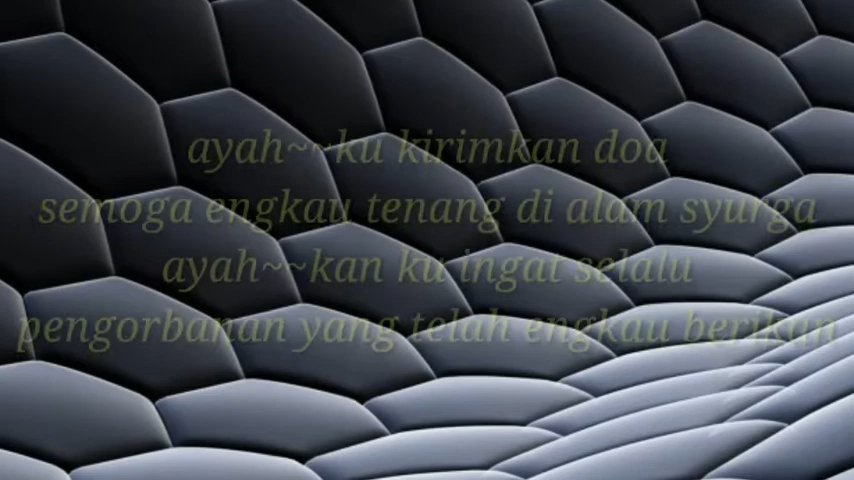 ayah~~ku kirimkan doa
semoga engkau tenang di alam syurga
ayah~~kan ku ingat selalu
pengorbanan yang telah engkau berikan